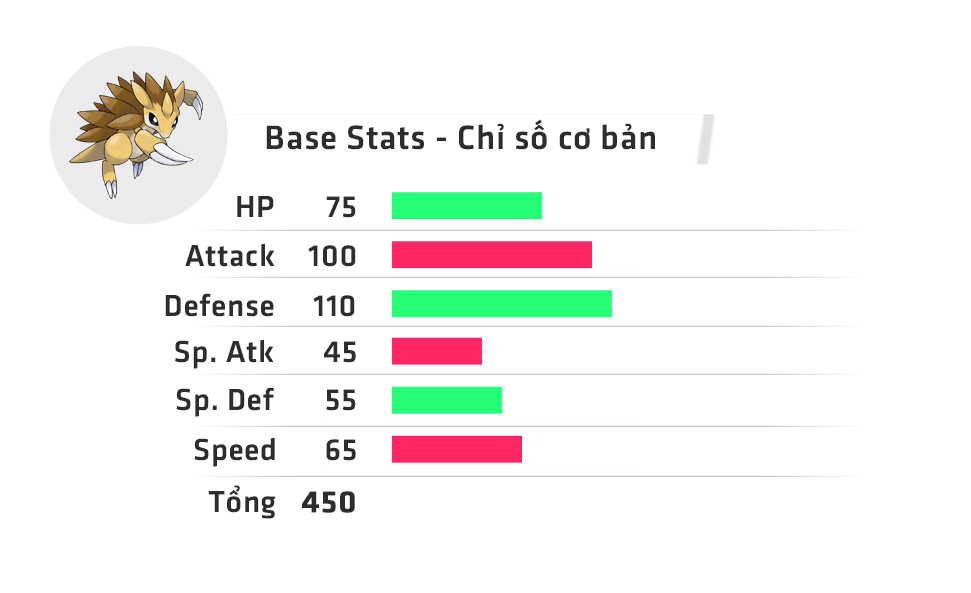 Base Stats - Chỉ số cơ bản
HP 75
Attack 100
Defense 110
Sp. Atk 45
Sp. Def 55
Speed 65
Tổng 450